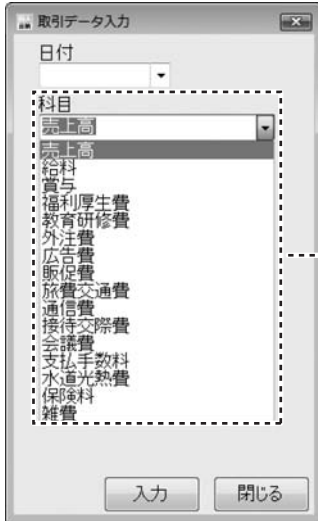 取引データ入力
日付
科目
売上高
売上高
給料
賞与
福利厚生費
教育研修費
外注費
広告費
販促費
旅費交通費
通信費
接待交際費
会議費
支払手数料
水道光熱費
保険料
雑費
入力
閉じる